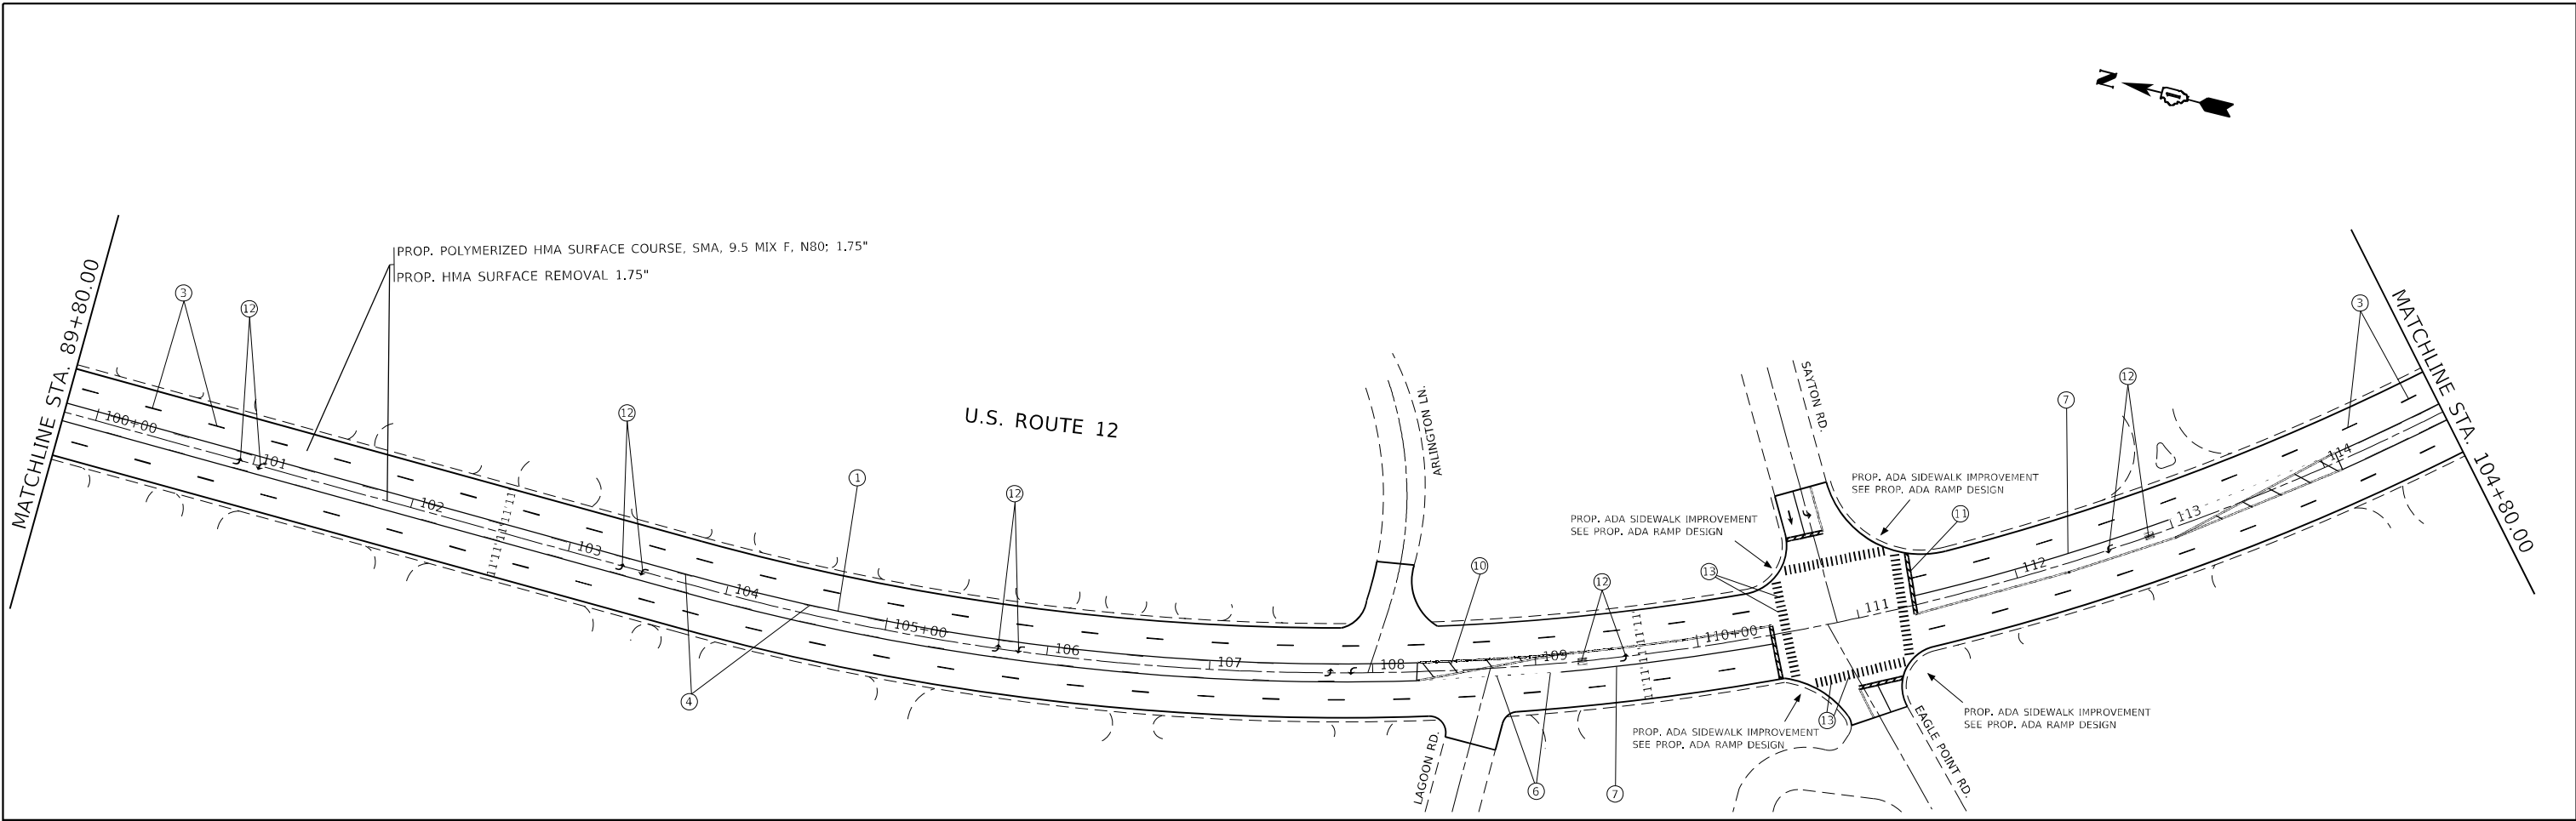 N
PROP. POLYMERIZED HMA SURFACE COURSE, SMA, 9.5 MIX F, N80; 1.75"
PROP. HMA SURFACE REMOVAL 1.75"
MATCHLINE STA. 89+80.00
3
12
12
1
12
4
U.S. ROUTE 12
100+00
101
102
103
104
105+00
106
107
108
109
110+00
111
112
113
114
ARLINGTON LN.
LAGOON RD.
SAYTON RD.
EAGLE POINT RD.
10
12
6
7
13
13
11
7
12
3
PROP. ADA SIDEWALK IMPROVEMENT
SEE PROP. ADA RAMP DESIGN
PROP. ADA SIDEWALK IMPROVEMENT
SEE PROP. ADA RAMP DESIGN
PROP. ADA SIDEWALK IMPROVEMENT
SEE PROP. ADA RAMP DESIGN
PROP. ADA SIDEWALK IMPROVEMENT
SEE PROP. ADA RAMP DESIGN
MATCHLINE STA. 104+80.00